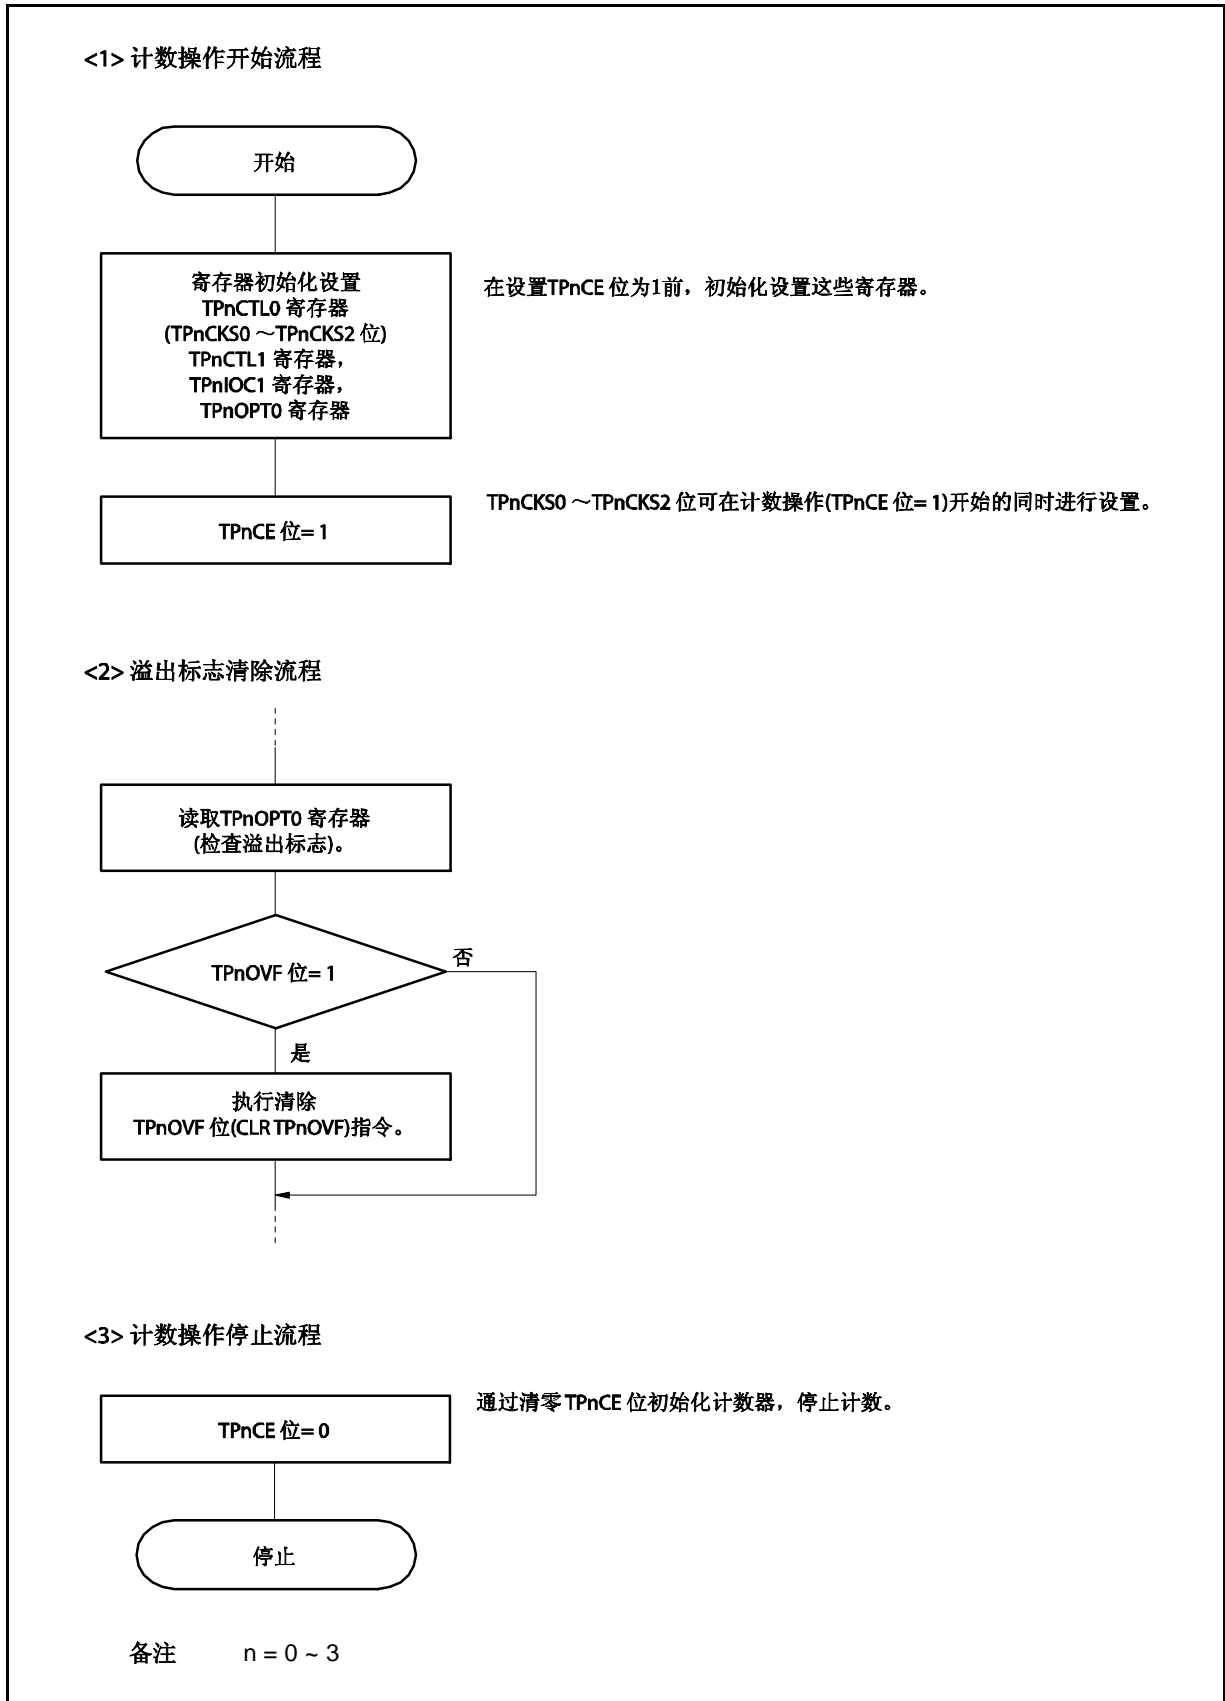 <1> 计数操作开始流程
开始
寄存器初始化设置
TPnCTL0 寄存器
(TPnCKS0 ～TPnCKS2 位)
TPnCTL1 寄存器，
TPnIOC1 寄存器，
TPnOPT0 寄存器
在设置TPnCE 位为1前，初始化设置这些寄存器。
TPnCE 位= 1
TPnCKS0 ～TPnCKS2 位可在计数操作(TPnCE 位= 1)开始的同时进行设置。
<2> 溢出标志清除流程
读取TPnOPT0 寄存器
(检查溢出标志)。
TPnOVF 位= 1
否
是
执行清除
TPnOVF 位(CLR TPnOVF)指令。
<3> 计数操作停止流程
TPnCE 位= 0
通过清零 TPnCE 位初始化计数器，停止计数。
停止
备注 n = 0 ~ 3